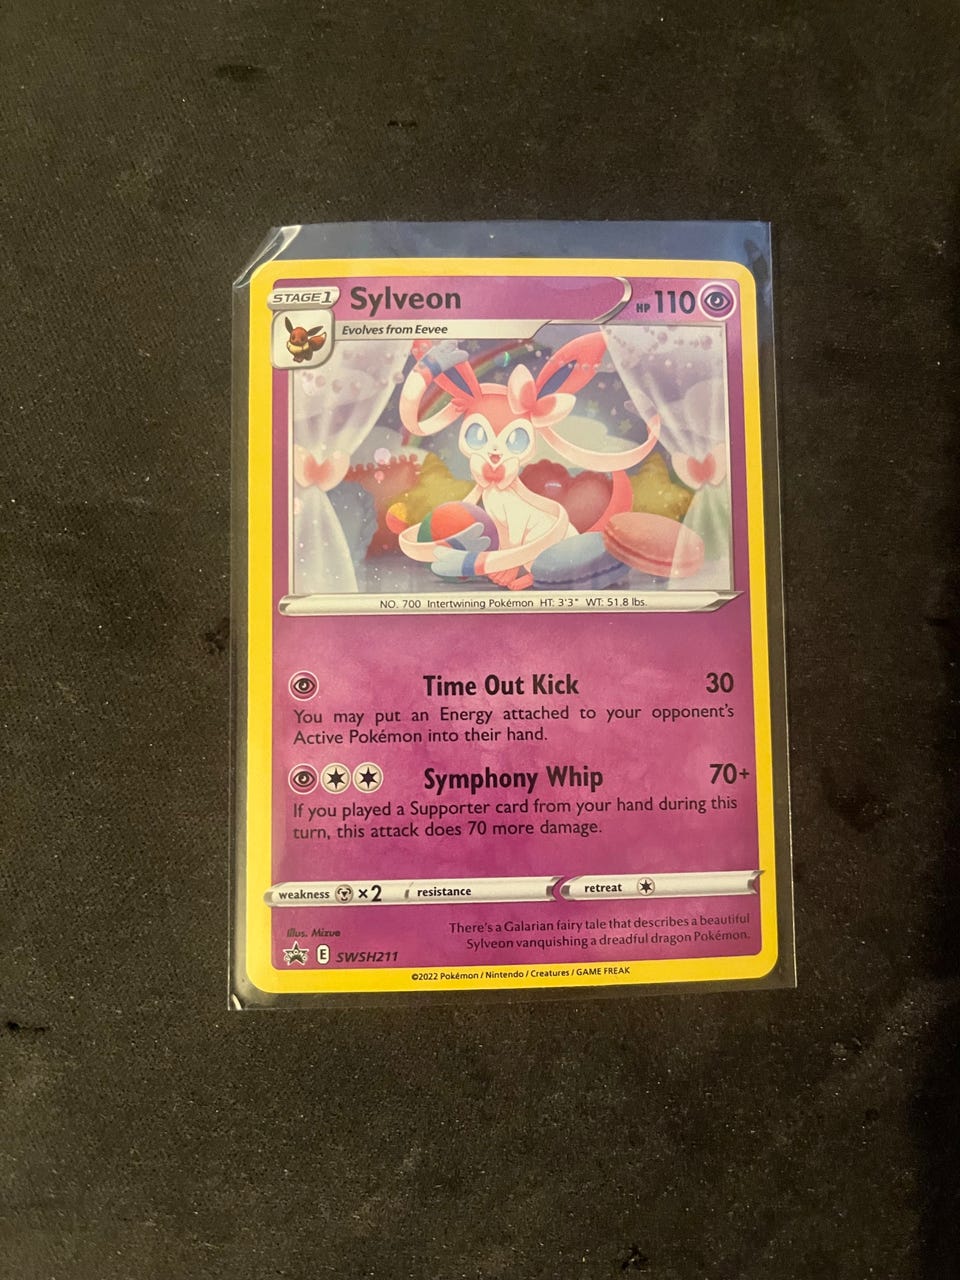 STAGE1 Sylveon HP 110
Evolves from Eevee
NO. 700 Intertwining Pokémon HT: 3'3" WT: 51.8 lbs.
Time Out Kick 30
You may put an Energy attached to your opponent's
Active Pokémon into their hand.
Symphony Whip 70+
If you played a Supporter card from your hand during this
turn, this attack does 70 more damage.
weakness ×2 resistance retreat
There's a Galarian fairy tale that describes a beautiful
Sylveon vanquishing a dreadful dragon Pokémon.
Illus. Mizue
E SWSH211
©2022 Pokémon / Nintendo / Creatures / GAME FREAK